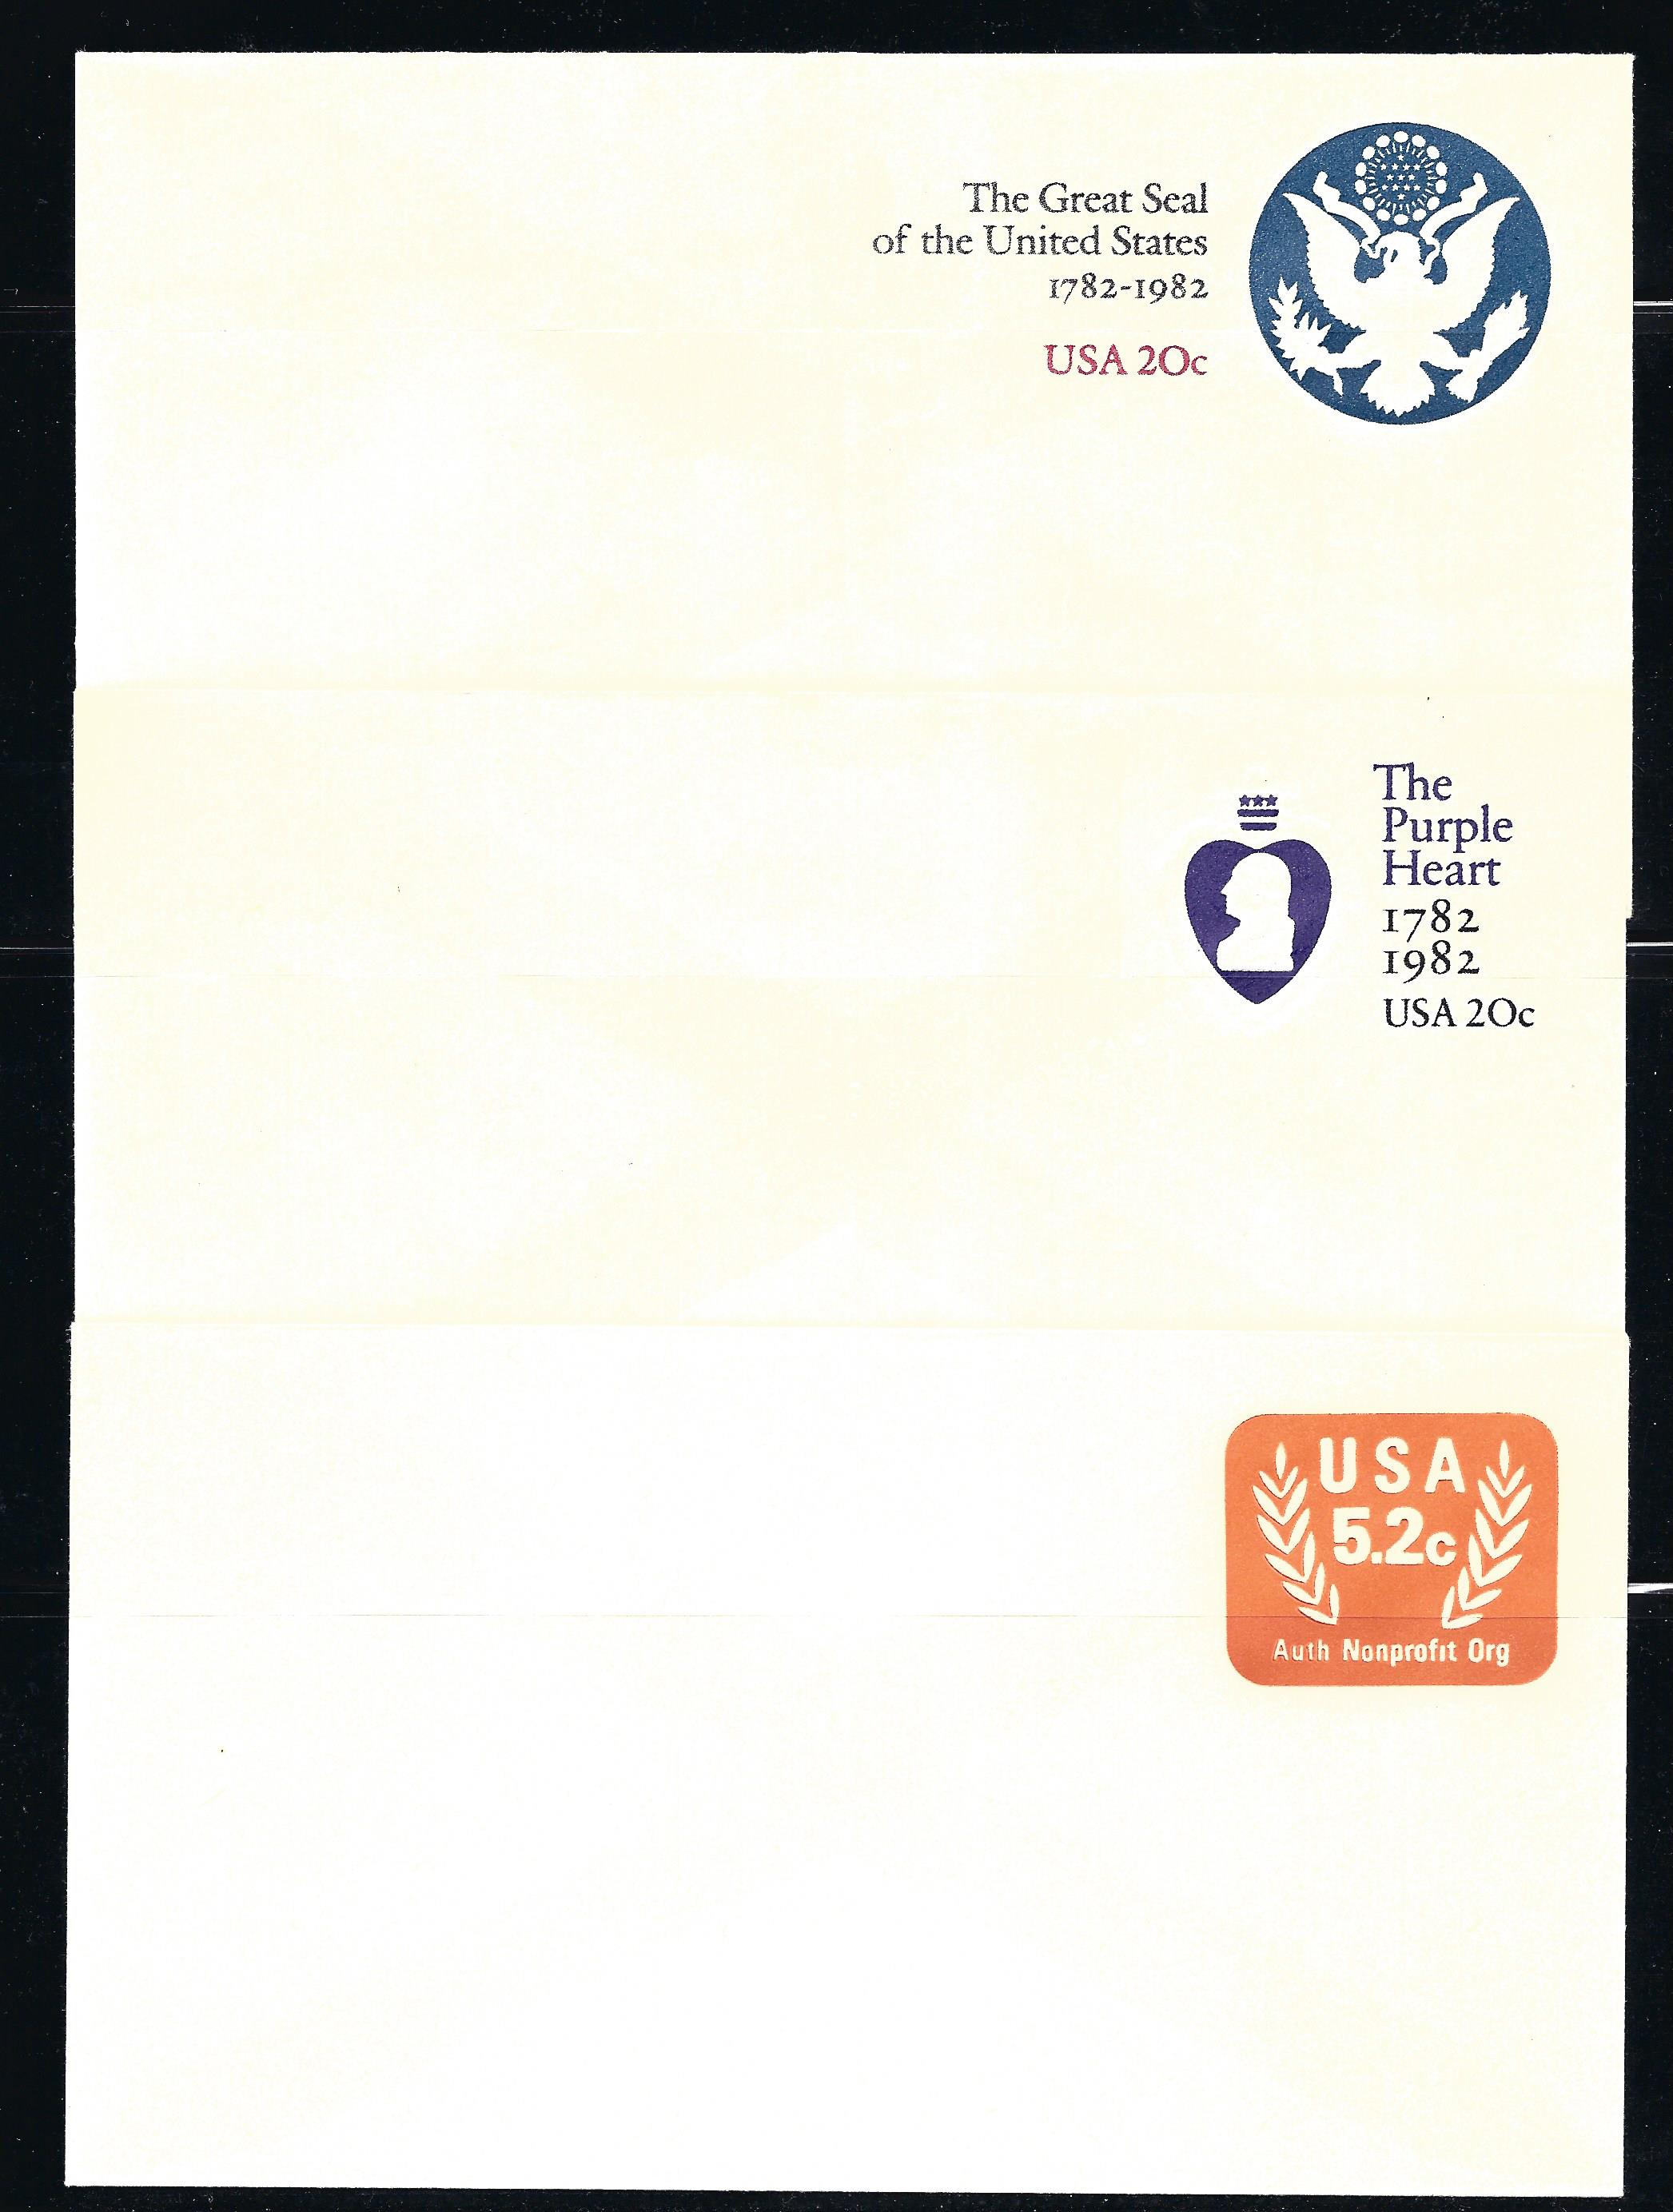 The Great Seal
of the United States
1782-1982
USA 20c
The
Purple
Heart
1782
1982
USA 20c
USA
5.2c
Auth Nonprofit Org